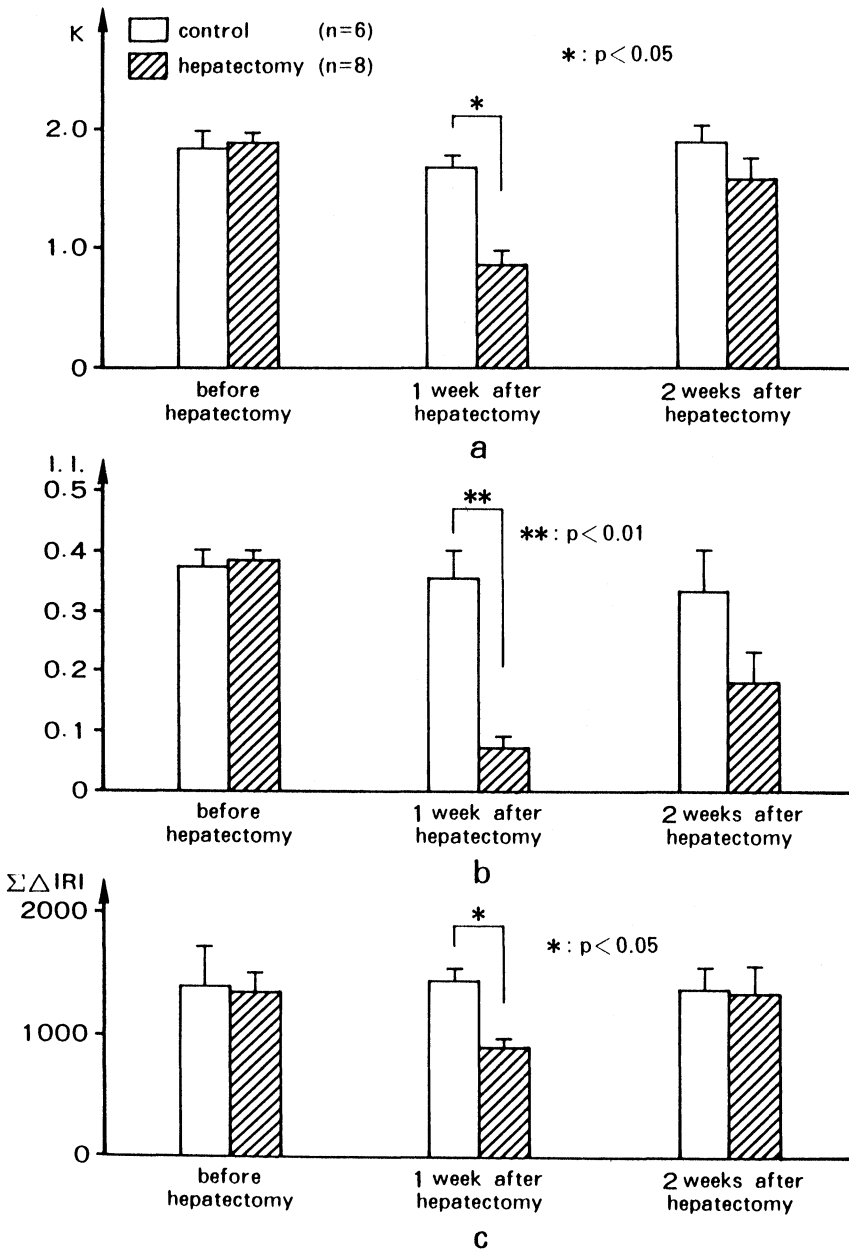 K
control (n=6)
hepatectomy (n=8)
*: p<0.05
*
2.0
1.0
0
before hepatectomy
1 week after hepatectomy
2 weeks after hepatectomy
a
I.I.
0.5
**
**: p<0.01
0.4
0.3
0.2
0.1
0
before hepatectomy
1 week after hepatectomy
2 weeks after hepatectomy
b
Σ△IRI
2000
*
*: p<0.05
1000
0
before hepatectomy
1 week after hepatectomy
2 weeks after hepatectomy
c